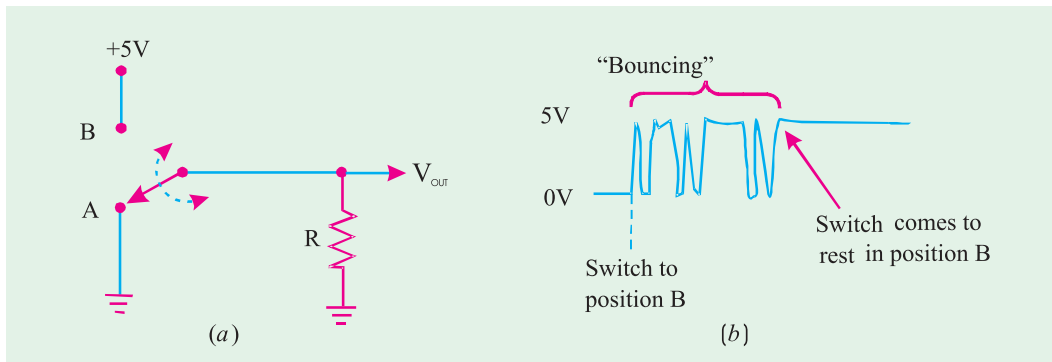 +5V
B
A
V OUT
R
(a)
“Bouncing”
5V
0V
Switch to
position B
Switch comes to
rest in position B
(b)